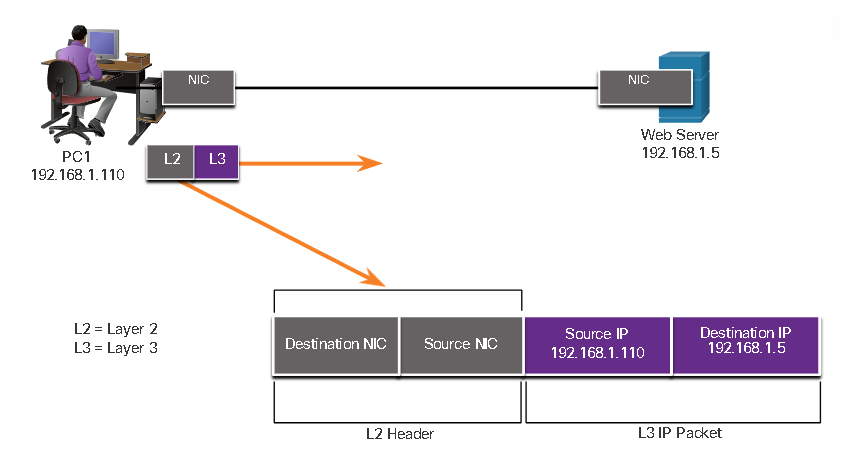 NIC
NIC
PC1
192.168.1.110
Web Server
192.168.1.5
L2
L3
L2 = Layer 2
L3 = Layer 3
Destination NIC
Source NIC
Source IP
192.168.1.110
Destination IP
192.168.1.5
L2 Header
L3 IP Packet